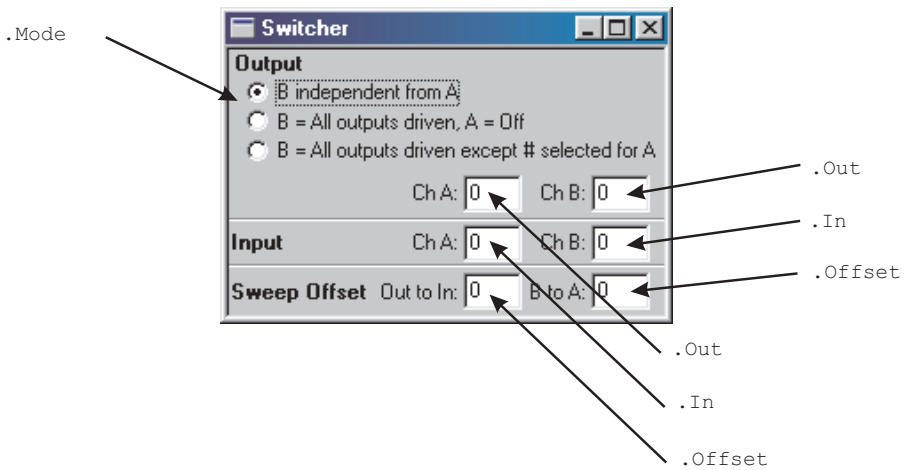 .Mode
Switcher
Output
B independent from A
B = All outputs driven, A = Off
B = All outputs driven except # selected for A
Ch A: 0 Ch B: 0
.Out
Input Ch A: 0 Ch B: 0
.In
Sweep Offset Out to In: 0 B to A: 0
.Offset
.Out
.In
.Offset